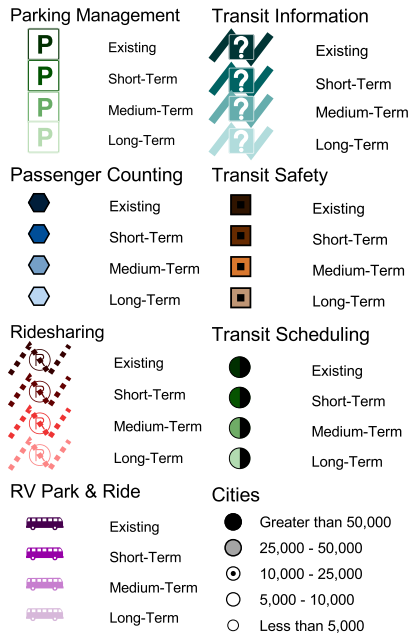 Parking Management
P Existing
P Short-Term
P Medium-Term
P Long-Term
Transit Information
? Existing
? Short-Term
? Medium-Term
? Long-Term
Passenger Counting
Existing
Short-Term
Medium-Term
Long-Term
Transit Safety
Existing
Short-Term
Medium-Term
Long-Term
Ridesharing
Existing
Short-Term
Medium-Term
Long-Term
Transit Scheduling
Existing
Short-Term
Medium-Term
Long-Term
RV Park & Ride
Existing
Short-Term
Medium-Term
Long-Term
Cities
Greater than 50,000
25,000 - 50,000
10,000 - 25,000
5,000 - 10,000
Less than 5,000